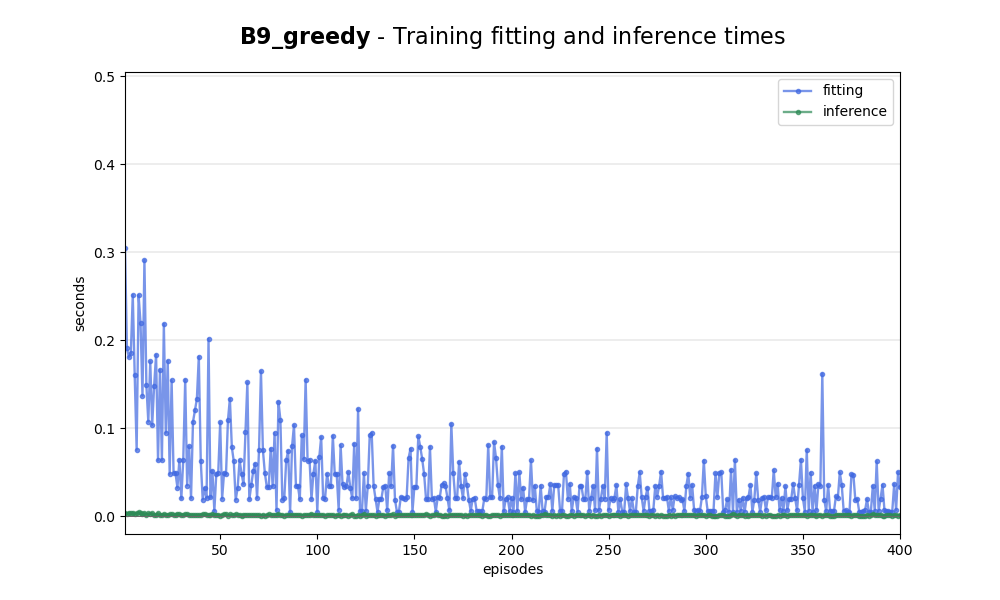 B9_greedy - Training fitting and inference times
fitting
inference
seconds
0.5
0.4
0.3
0.2
0.1
0.0
50 100 150 200 250 300 350 400
episodes